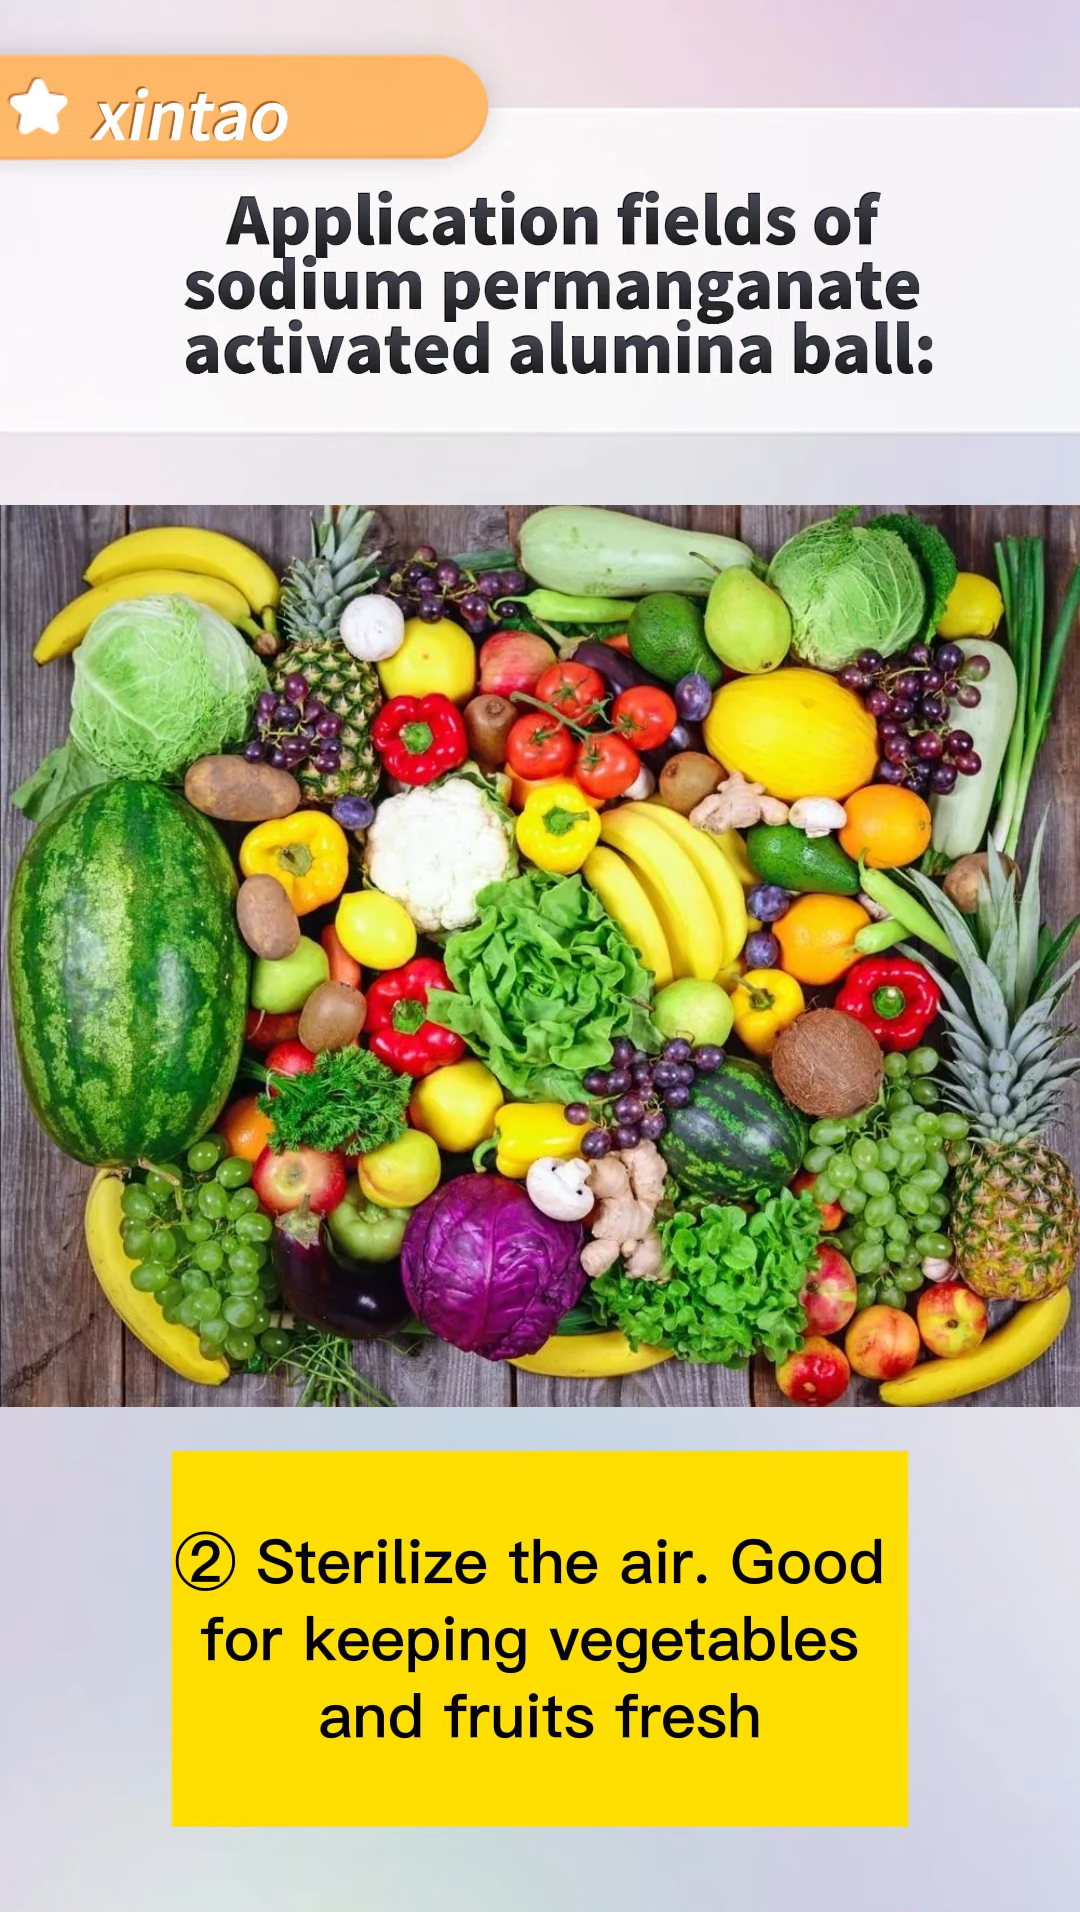 xintao
Application fields of
sodium permanganate
activated alumina ball:
② Sterilize the air. Good
for keeping vegetables
and fruits fresh